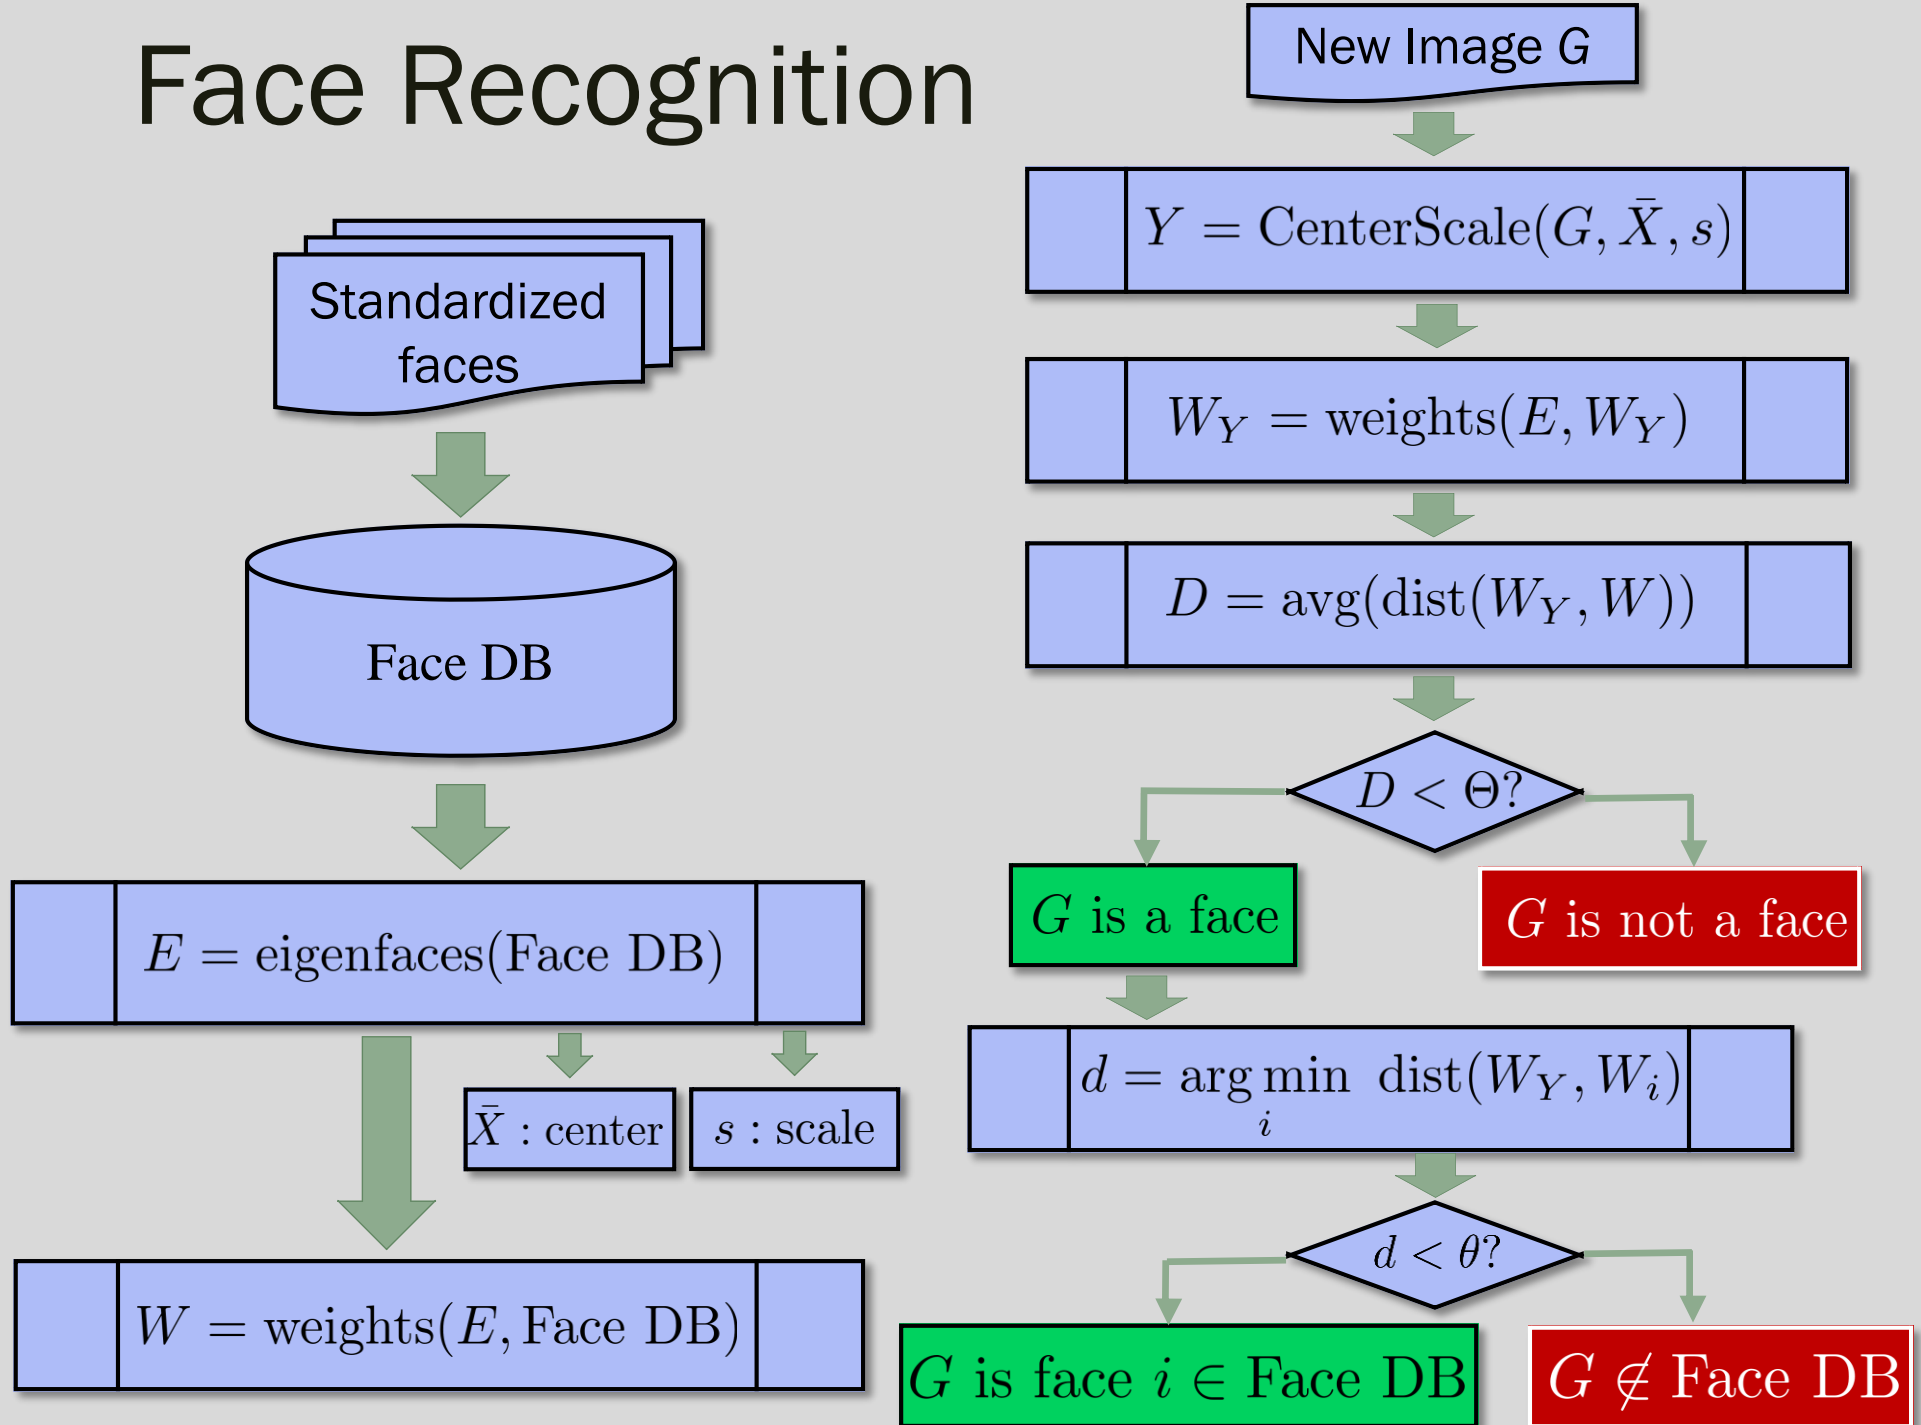 Face Recognition
Standardized
faces
Face DB
E = eigenfaces(Face DB)
X̄ : center
s : scale
W = weights(E, Face DB)
New Image G
Y = CenterScale(G, X̄, s)
W_Y = weights(E, W_Y)
D = avg(dist(W_Y, W))
D < Θ?
G is a face
G is not a face
d = arg min dist(W_Y, W_i)
i
d < θ?
G is face i ∈ Face DB
G ∉ Face DB